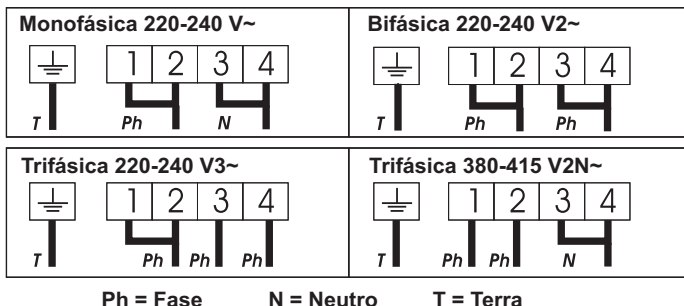 Monofásica 220-240 V~
1 2 3 4
T Ph N
Bifásica 220-240 V2~
1 2 3 4
T Ph Ph
Trifásica 220-240 V3~
1 2 3 4
T Ph Ph Ph
Trifásica 380-415 V2N~
1 2 3 4
T Ph Ph N
Ph = Fase N = Neutro T = Terra